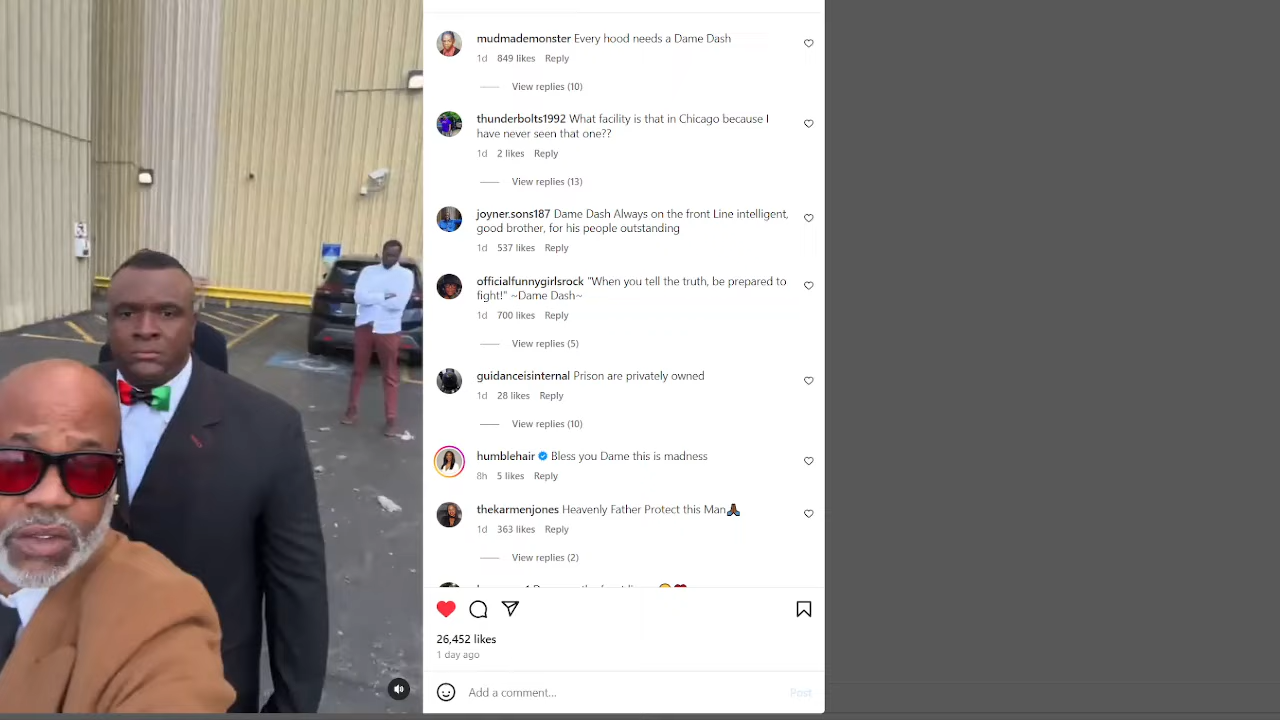 mudmademonster Every hood needs a Dame Dash
1d 849 likes Reply
View replies (10)
thunderbolts1992 What facility is that in Chicago because I
have never seen that one??
1d 2 likes Reply
View replies (13)
joyner.sons187 Dame Dash Always on the front Line intelligent,
good brother, for his people outstanding
1d 537 likes Reply
officialfunnygirlsrock "When you tell the truth, be prepared to
fight!" ~Dame Dash~
1d 700 likes Reply
View replies (5)
guidanceisinternal Prison are privately owned
1d 28 likes Reply
View replies (10)
humblehair Bless you Dame this is madness
8h 5 likes Reply
thekarmenjones Heavenly Father Protect this Man🙏🏾
1d 363 likes Reply
View replies (2)
26,452 likes
1 day ago
Add a comment...
Post